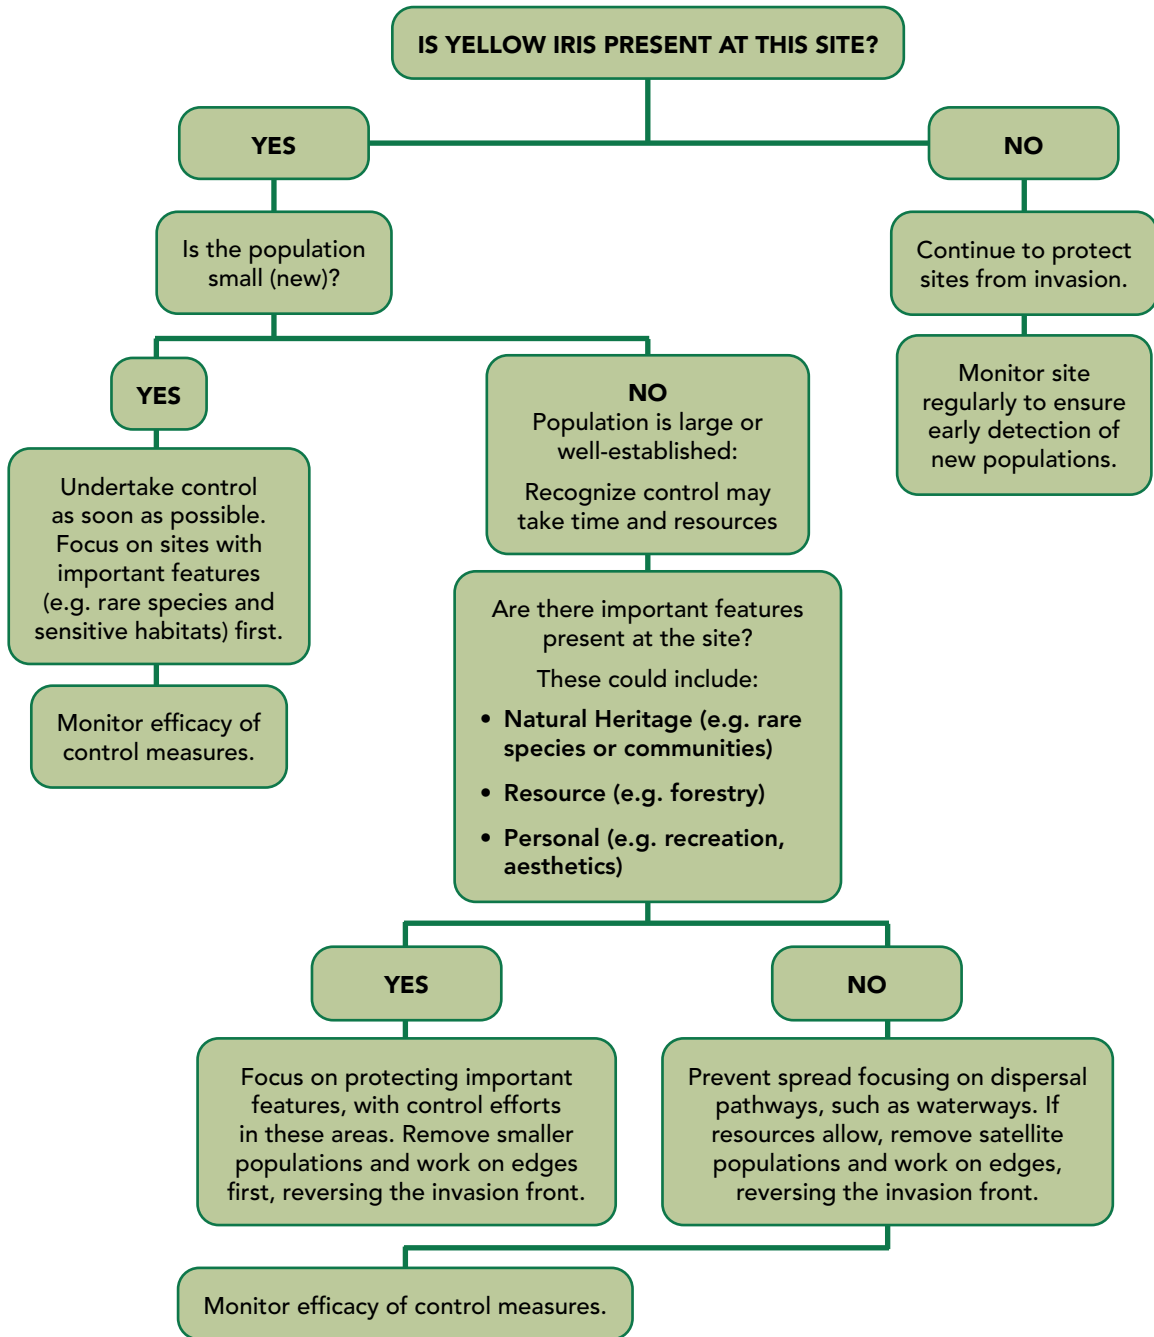 IS YELLOW IRIS PRESENT AT THIS SITE?
YES
NO
Is the population
small (new)?
Continue to protect
sites from invasion.
Monitor site
regularly to ensure
early detection of
new populations.
YES
Undertake control
as soon as possible.
Focus on sites with
important features
(e.g. rare species and
sensitive habitats) first.
Monitor efficacy of
control measures.
NO
Population is large or
well-established:
Recognize control may
take time and resources
Are there important features
present at the site?
These could include:
• Natural Heritage (e.g. rare
species or communities)
• Resource (e.g. forestry)
• Personal (e.g. recreation,
aesthetics)
YES
NO
Focus on protecting important
features, with control efforts
in these areas. Remove smaller
populations and work on edges
first, reversing the invasion front.
Prevent spread focusing on dispersal
pathways, such as waterways. If
resources allow, remove satellite
populations and work on edges,
reversing the invasion front.
Monitor efficacy of control measures.